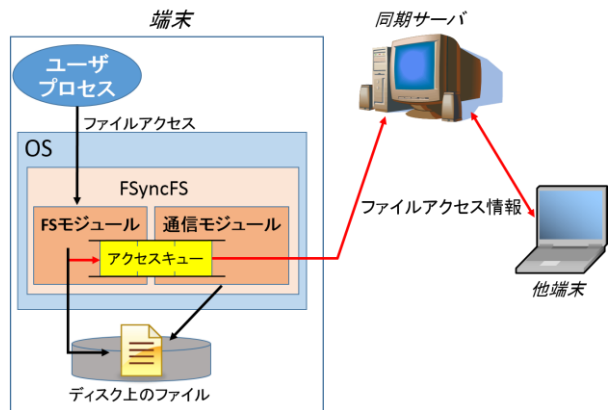 端末
同期サーバ
ユーザ
プロセス
ファイルアクセス
OS
FSyncFS
FSモジュール
通信モジュール
アクセスキュー
ファイルアクセス情報
他端末
ディスク上のファイル